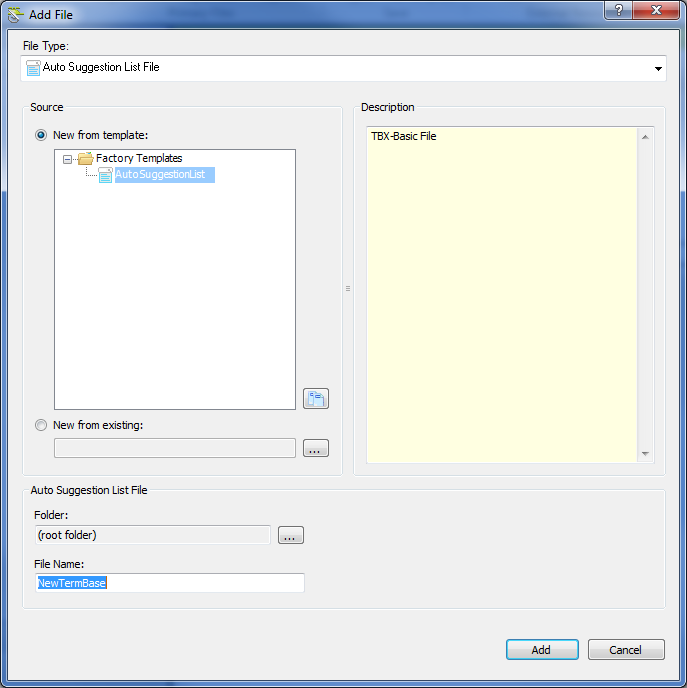 Add File
?
File Type:
Auto Suggestion List File
Source
New from template:
Factory Templates
AutoSuggestionList
New from existing:
...
Description
TBX-Basic File
Auto Suggestion List File
Folder:
(root folder)
...
File Name:
NewTermBase
Add
Cancel